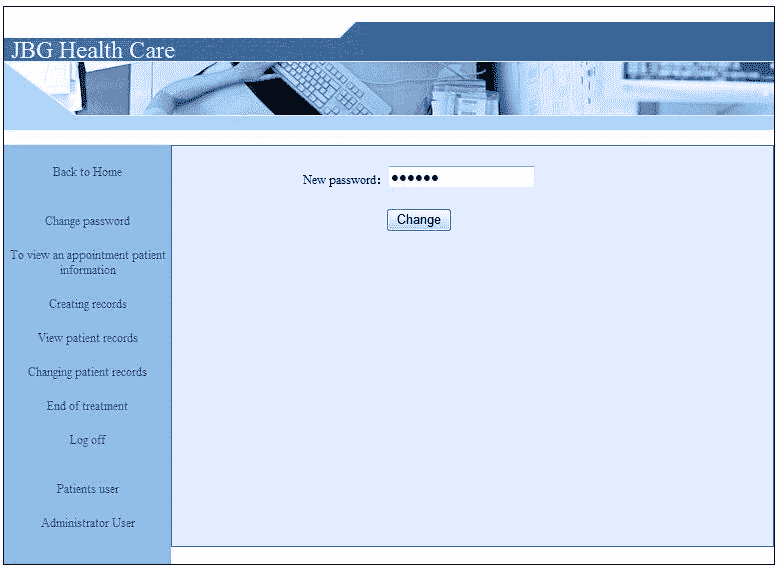 JBG Health Care
Back to Home
New password:
●●●●●●
Change password
Change
To view an appointment patient
information
Creating records
View patient records
Changing patient records
End of treatment
Log off
Patients user
Administrator User